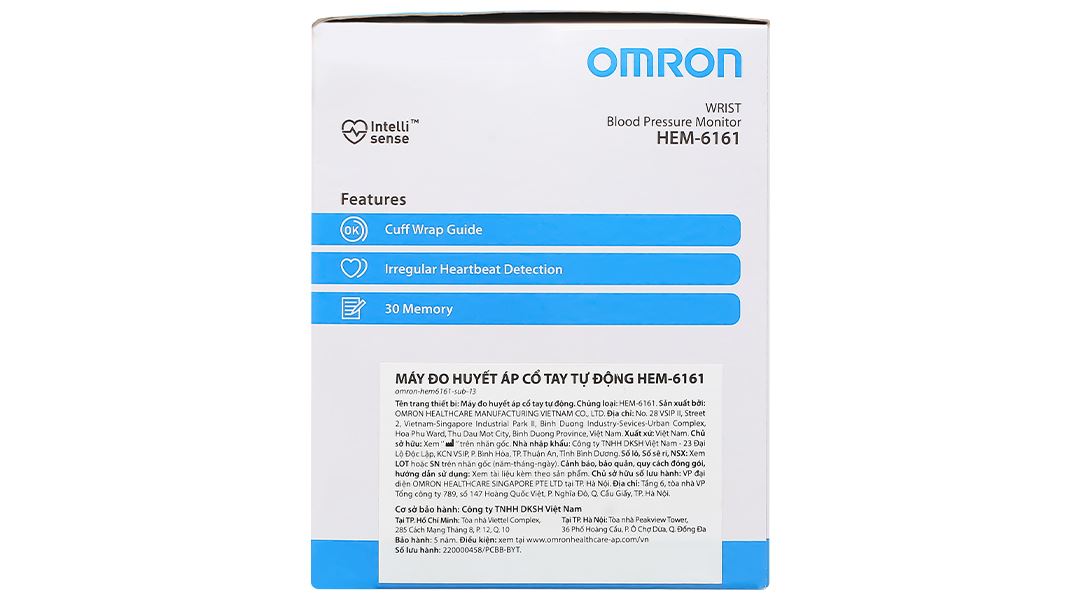 OMRON
WRIST
Blood Pressure Monitor
HEM-6161
Intelli
sense™
Features
OK
Cuff Wrap Guide
Irregular Heartbeat Detection
30 Memory
MÁY ĐO HUYẾT ÁP CỔ TAY TỰ ĐỘNG HEM-6161
omron-hem6161-sub-13
Tên trang thiết bị: Máy đo huyết áp cổ tay tự động. Chủng loại: HEM-6161. Sản xuất bởi:
OMRON HEALTHCARE MANUFACTURING VIETNAM CO., LTD. Địa chỉ: No. 28 VSIP II, Street
2, Vietnam-Singapore Industrial Park II, Binh Duong Industry-Sevices-Urban Complex,
Hoa Phu Ward, Thu Dau Mot City, Binh Duong Province, Việt Nam. Xuất xứ: Việt Nam. Chủ
sở hữu: Xem "" trên nhãn gốc. Nhà nhập khẩu: Công ty TNHH DKSH Việt Nam - 23 Đại
Lộ Độc Lập, KCN VSIP, P. Bình Hòa, TP. Thuận An, Tỉnh Bình Dương. Số lô, Số sê ri, NSX: Xem
LOT hoặc SN trên nhãn gốc (năm-tháng-ngày). Cảnh báo, bảo quản, quy cách đóng gói,
hướng dẫn sử dụng: Xem tài liệu kèm theo sản phẩm. Chủ sở hữu số lưu hành: VP đại
diện OMRON HEALTHCARE SINGAPORE PTE LTD tại TP. Hà Nội. Địa chỉ: Tầng 6, tòa nhà VP
Tổng công ty 789, số 147 Hoàng Quốc Việt, P. Nghĩa Đô, Q. Cầu Giấy, TP. Hà Nội.
Cơ sở bảo hành: Công ty TNHH DKSH Việt Nam
Tại TP. Hồ Chí Minh: Tòa nhà Viettel Complex,
285 Cách Mạng Tháng 8, P. 12, Q. 10
Tại TP. Hà Nội: Tòa nhà Peakview Tower,
36 Phố Hoàng Cầu, P. Ô Chợ Dừa, Q. Đống Đa
Bảo hành: 5 năm. Điều kiện: xem tại www.omronhealthcare-ap.com/vn
Số lưu hành: 220000458/PCBB-BYT.